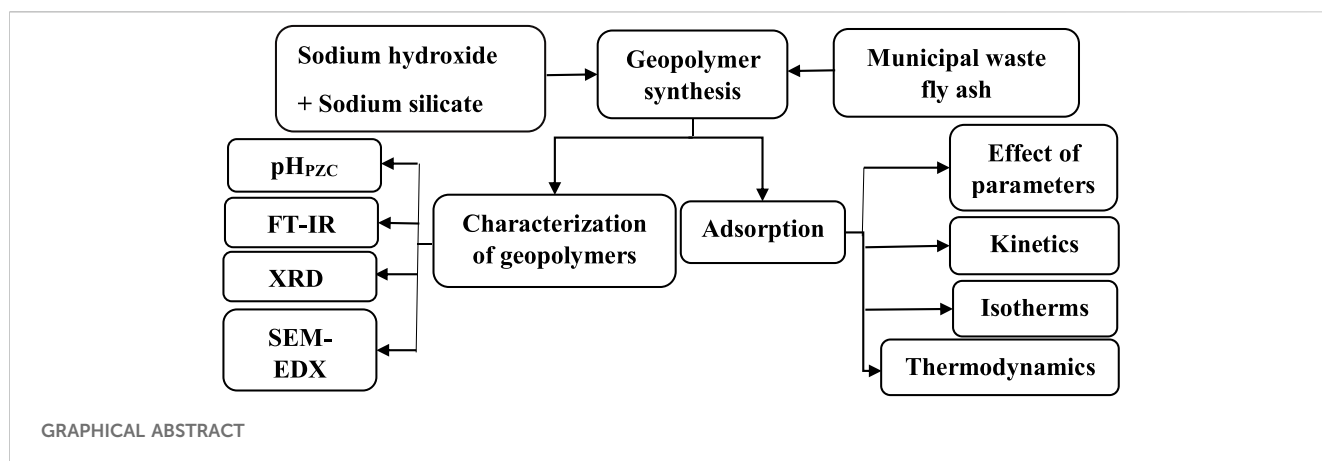 Sodium hydroxide
+ Sodium silicate
Geopolymer
synthesis
Municipal waste
fly ash
pHPZC
FT-IR
XRD
SEM-
EDX
Characterization
of geopolymers
Adsorption
Effect of
parameters
Kinetics
Isotherms
Thermodynamics
GRAPHICAL ABSTRACT